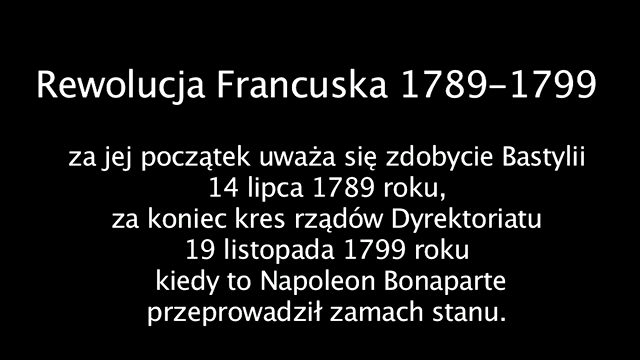 Rewolucja Francuska 1789-1799
za jej początek uważa się zdobycie Bastylii
14 lipca 1789 roku,
za koniec kres rządów Dyrektoriatu
19 listopada 1799 roku
kiedy to Napoleon Bonaparte
przeprowadził zamach stanu.